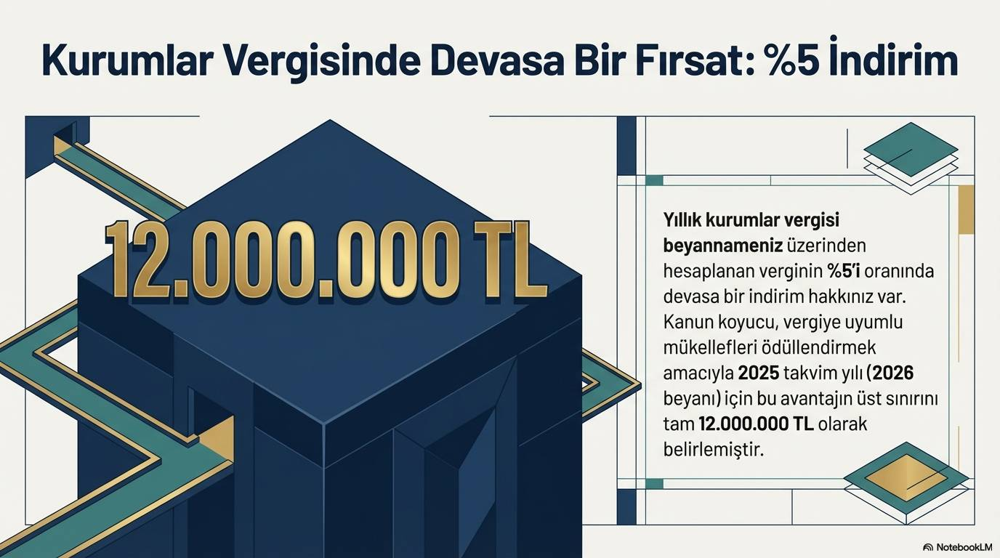 Kurumlar Vergisinde Devasa Bir Fırsat: %5 İndirim
12.000.000 TL
Yıllık kurumlar vergisi
beyannameniz üzerinden
hesaplanan verginin %5'i oranında
devasa bir indirim hakkınız var.
Kanun koyucu, vergiye uyumlu
mükellefleri ödüllendirmek
amacıyla 2025 takvim yılı (2026
beyanı) için bu avantajın üst sınırını
tam 12.000.000 TL olarak
belirlemiştir.
NotebookLM